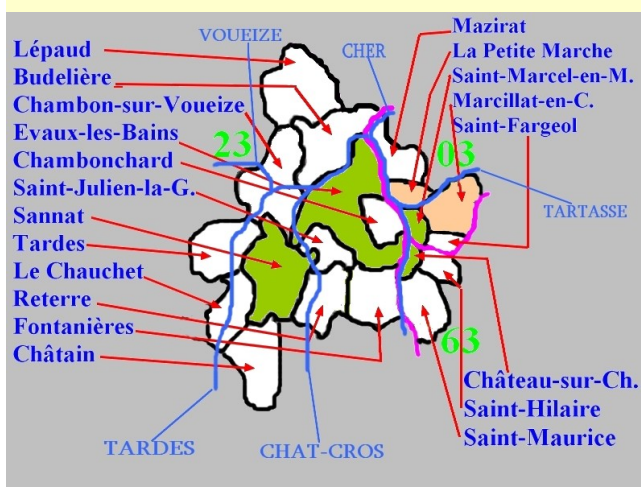 Lépaud
Budelière
Chambon-sur-Voueize
Evaux-les-Bains
Chambonchard
Saint-Julien-la-G.
Sannat
Tardes
Le Chauchet
Reterre
Fontanières
Châtain
VOUEIZE
CHER
23
03
63
TARTASSE
TARDES
CHAT-CROS
Mazirat
La Petite Marche
Saint-Marcel-en-M.
Marcillat-en-C.
Saint-Fargeol
Château-sur-Ch.
Saint-Hilaire
Saint-Maurice